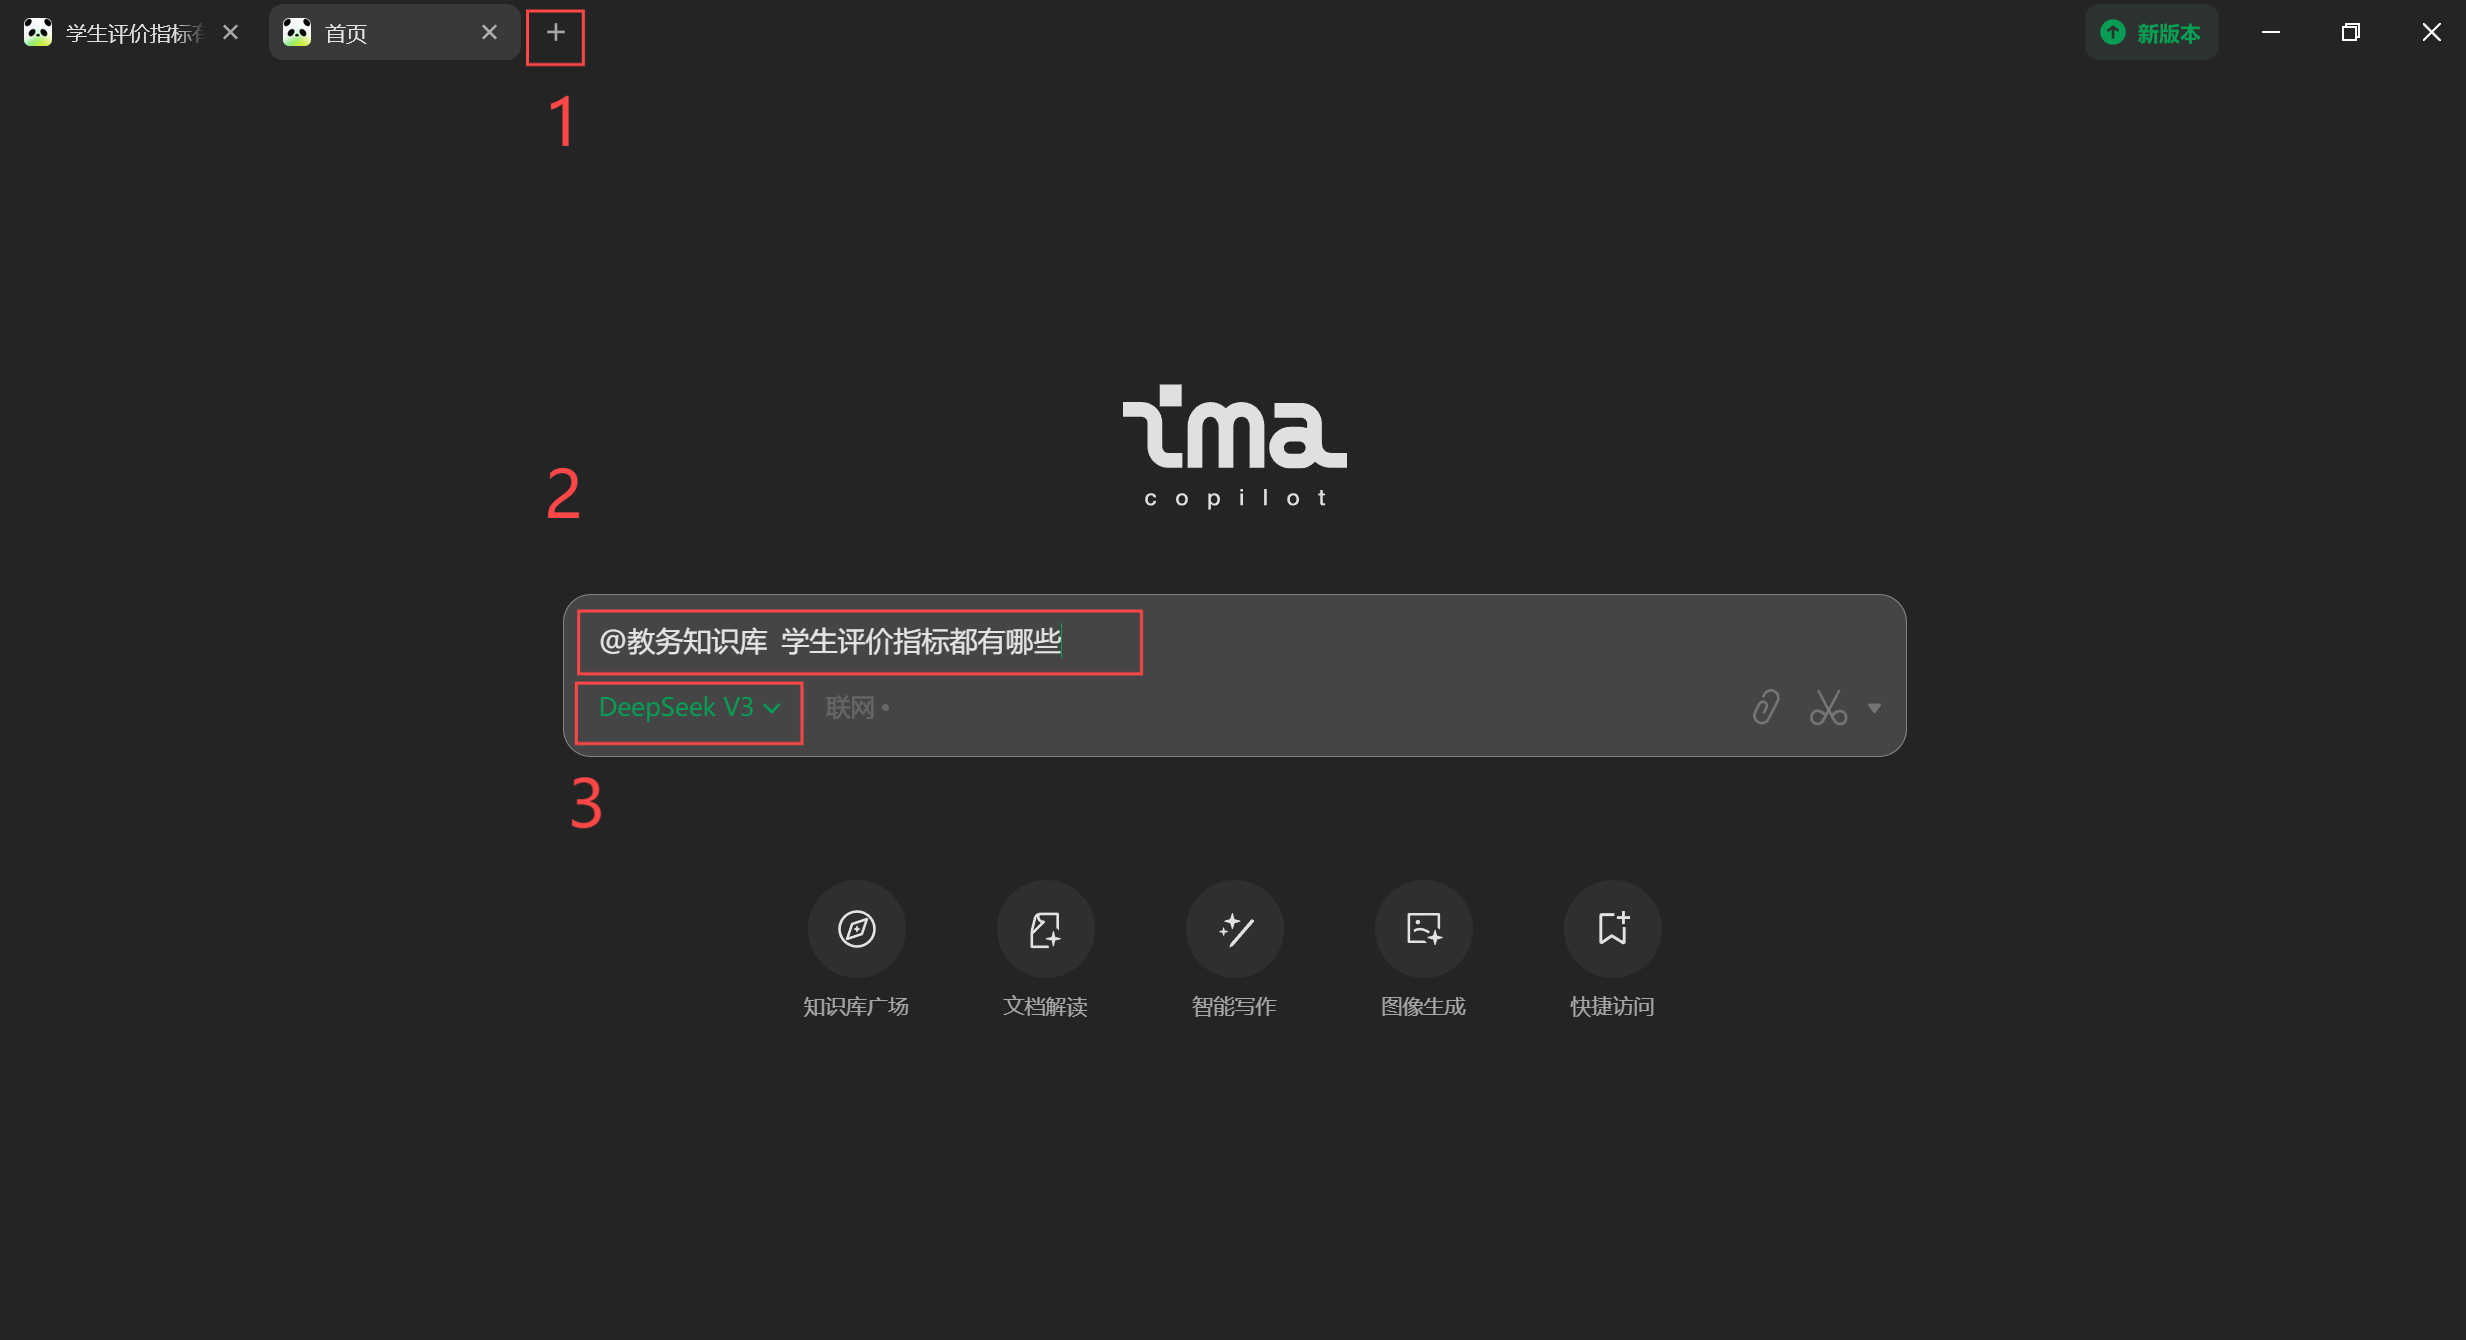 学生评价指标
首页
新版本
1
ima
copilot
2
@教务知识库 学生评价指标都有哪些
DeepSeek V3
联网
3
知识库广场
文档解读
智能写作
图像生成
快捷访问